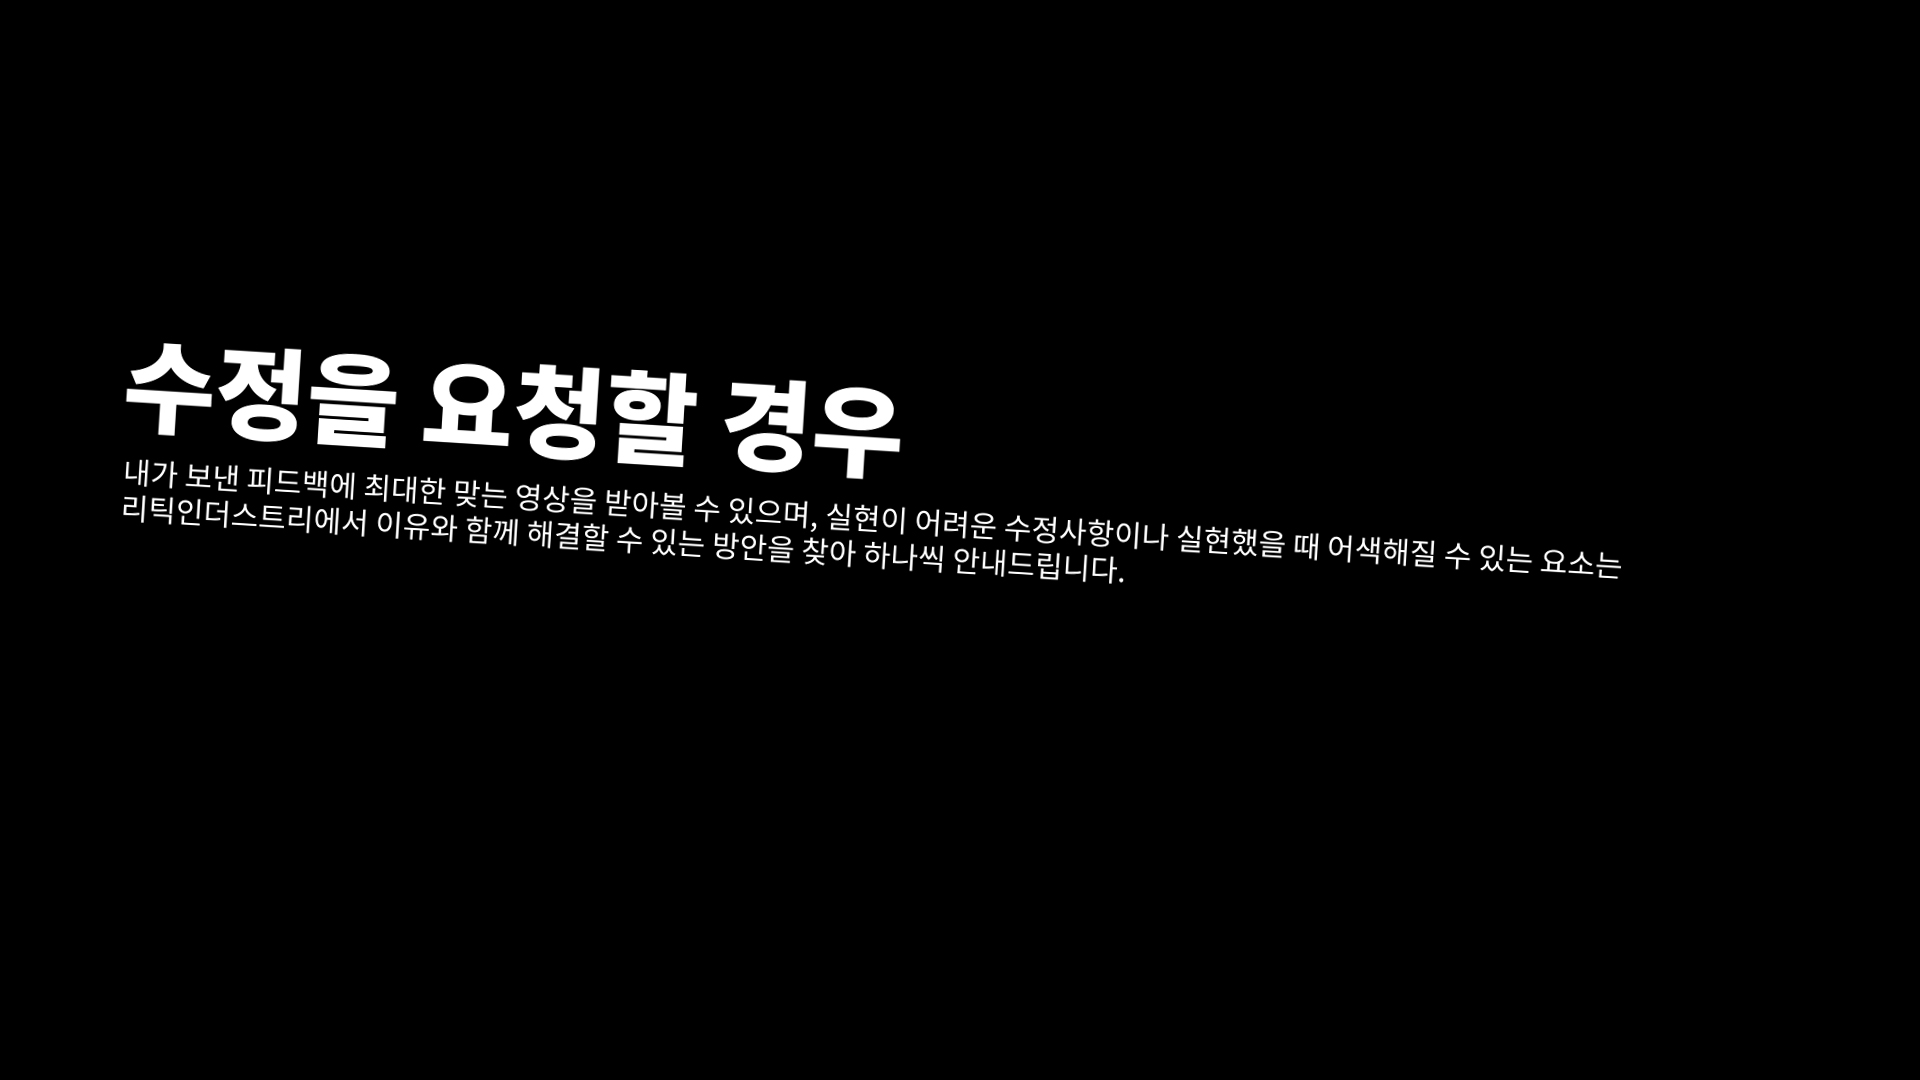 수정을 요청할 경우
내가 보낸 피드백에 최대한 맞는 영상을 받아볼 수 있으며, 실현이 어려운 수정사항이나 실현했을 때 어색해질 수 있는 요소는
리틱인더스트리에서 이유와 함께 해결할 수 있는 방안을 찾아 하나씩 안내드립니다.